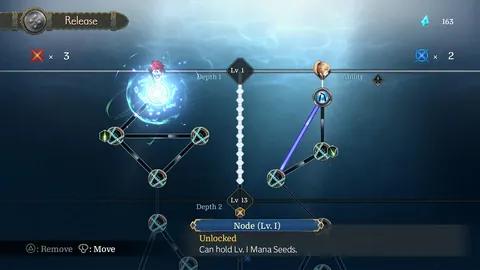 Release
163
× 3
Lv 1
× 2
Depth 1
Ability
Depth 2
Lv 13
Node (Lv. I)
Unlocked
Can hold Lv. I Mana Seeds.
: Remove
: Move